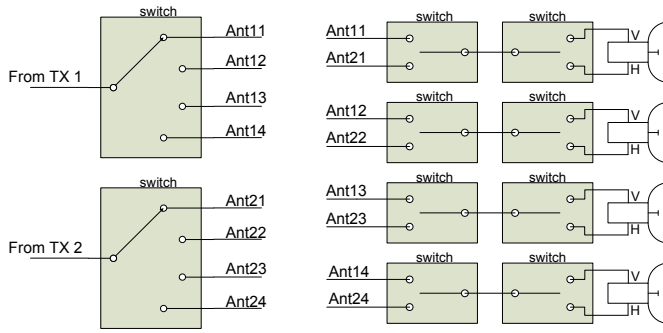 switch
From TX 1
Ant11
Ant12
Ant13
Ant14
switch
From TX 2
Ant21
Ant22
Ant23
Ant24
switch
switch
Ant11
Ant21
V
H
switch
switch
Ant12
Ant22
V
H
switch
switch
Ant13
Ant23
V
H
switch
switch
Ant14
Ant24
V
H